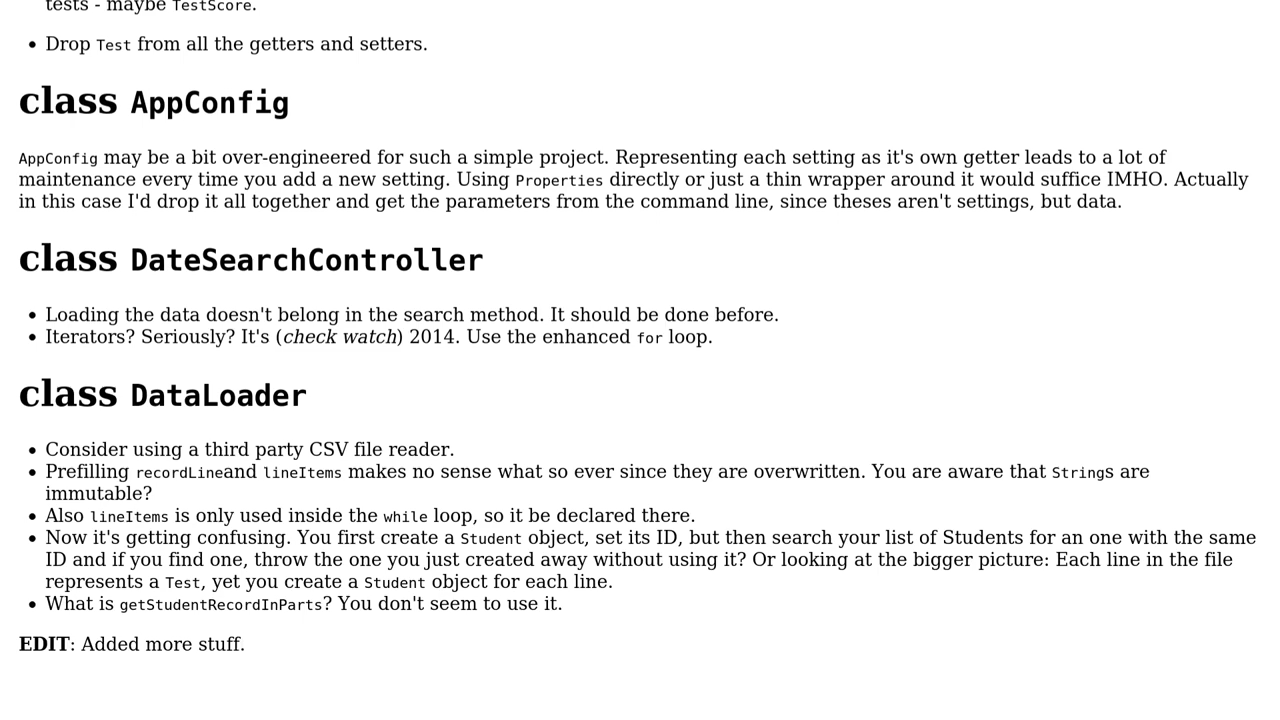 tests - maybe TestScore.
• Drop Test from all the getters and setters.
class AppConfig
AppConfig may be a bit over-engineered for such a simple project. Representing each setting as it's own getter leads to a lot of
maintenance every time you add a new setting. Using Properties directly or just a thin wrapper around it would suffice IMHO. Actually
in this case I'd drop it all together and get the parameters from the command line, since theses aren't settings, but data.
class DateSearchController
• Loading the data doesn't belong in the search method. It should be done before.
• Iterators? Seriously? It's (check watch) 2014. Use the enhanced for loop.
class DataLoader
• Consider using a third party CSV file reader.
• Prefilling recordLineand lineItems makes no sense what so ever since they are overwritten. You are aware that Strings are
immutable?
• Also lineItems is only used inside the while loop, so it be declared there.
• Now it's getting confusing. You first create a Student object, set its ID, but then search your list of Students for an one with the same
ID and if you find one, throw the one you just created away without using it? Or looking at the bigger picture: Each line in the file
represents a Test, yet you create a Student object for each line.
• What is getStudentRecordInParts? You don't seem to use it.
EDIT: Added more stuff.